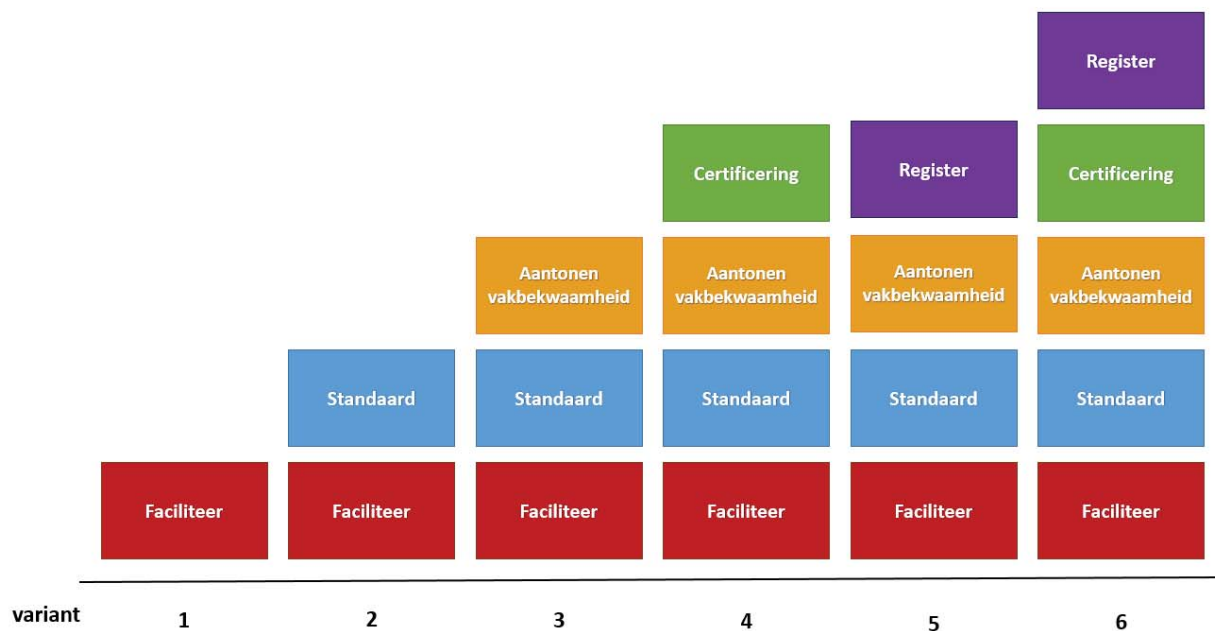 Register
Certificering
Register
Certificering
Aantonen
vakbekwaamheid
Aantonen
vakbekwaamheid
Aantonen
vakbekwaamheid
Aantonen
vakbekwaamheid
Standaard
Standaard
Standaard
Standaard
Standaard
Faciliteer
Faciliteer
Faciliteer
Faciliteer
Faciliteer
Faciliteer
variant 1 2 3 4 5 6